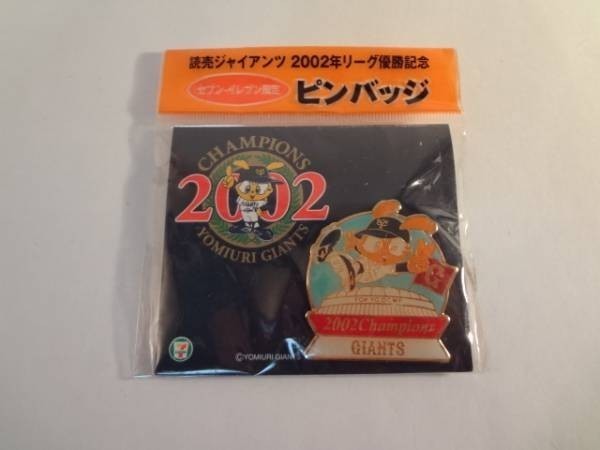 読売ジャイアンツ 2002年リーグ優勝記念
セブン-イレブン限定 ピンバッジ
CHAMPIONS
2002
YOMIURI GIANTS
TOKYO DOME
2002Champions
GIANTS
©YOMIURI GIANTS